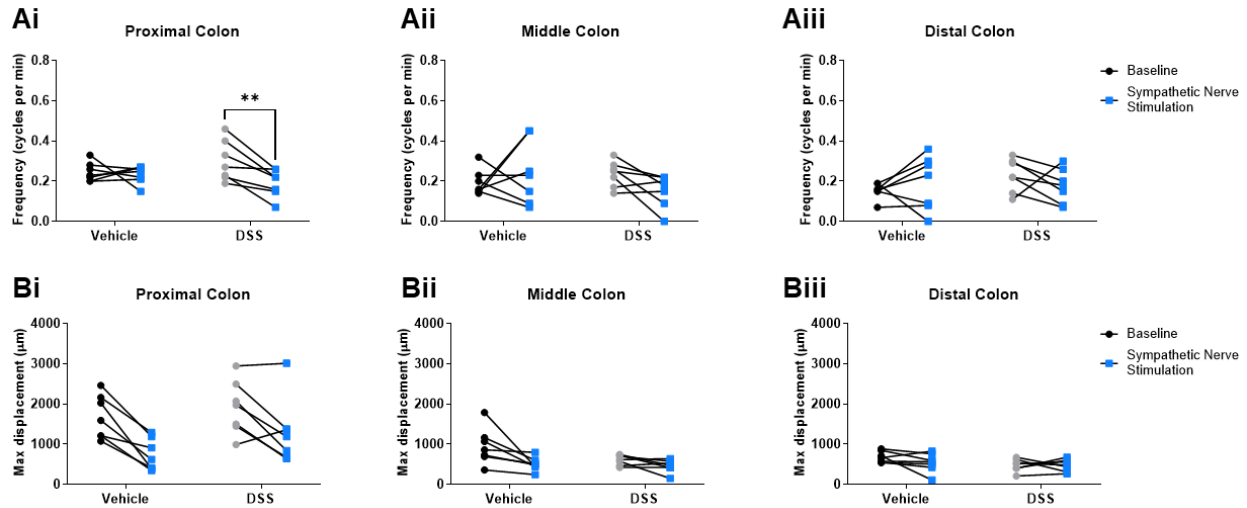 Ai
Proximal Colon
Frequency (cycles per min)
0.8
0.6
0.4
0.2
0.0
**
Vehicle
DSS
Aii
Middle Colon
Frequency (cycles per min)
0.8
0.6
0.4
0.2
0.0
Vehicle
DSS
Aiii
Distal Colon
Frequency (cycles per min)
0.8
0.6
0.4
0.2
0.0
Vehicle
DSS
Baseline
Sympathetic Nerve
Stimulation
Bi
Proximal Colon
Max displacement (μm)
4000
3000
2000
1000
0
Vehicle
DSS
Bii
Middle Colon
Max displacement (μm)
4000
3000
2000
1000
0
Vehicle
DSS
Biii
Distal Colon
Max displacement (μm)
4000
3000
2000
1000
0
Vehicle
DSS
Baseline
Sympathetic Nerve
Stimulation